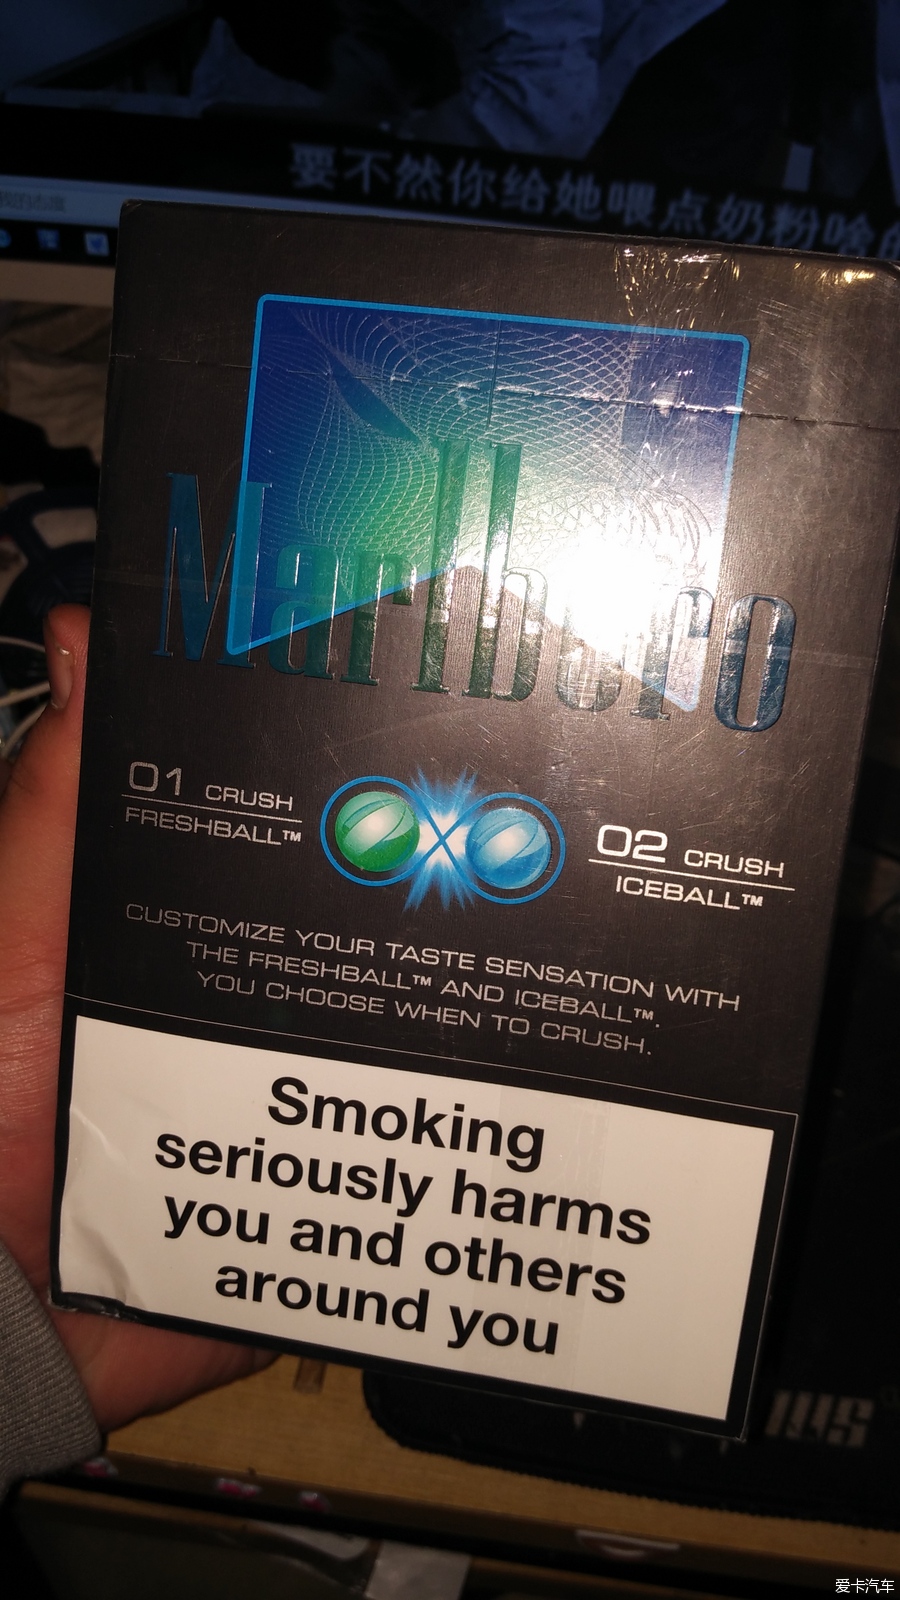 要不然你给她喂点奶粉啥的
Marlboro
01 CRUSH
FRESHBALL™
02 CRUSH
ICEBALL™
CUSTOMIZE YOUR TASTE SENSATION WITH
THE FRESHBALL™ AND ICEBALL™.
YOU CHOOSE WHEN TO CRUSH.
Smoking
seriously harms
you and others
around you
爱卡汽车